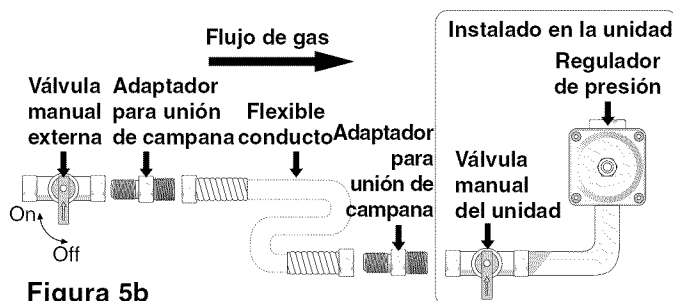 Flujo de gas
Instalado en la unidad
Regulador
de presión
Válvula
manual
externa
Adaptador
para unión
de campana
Flexible
conducto
Adaptador
para
unión de
campana
Válvula
manual
del unidad
On
Off
Figura 5b